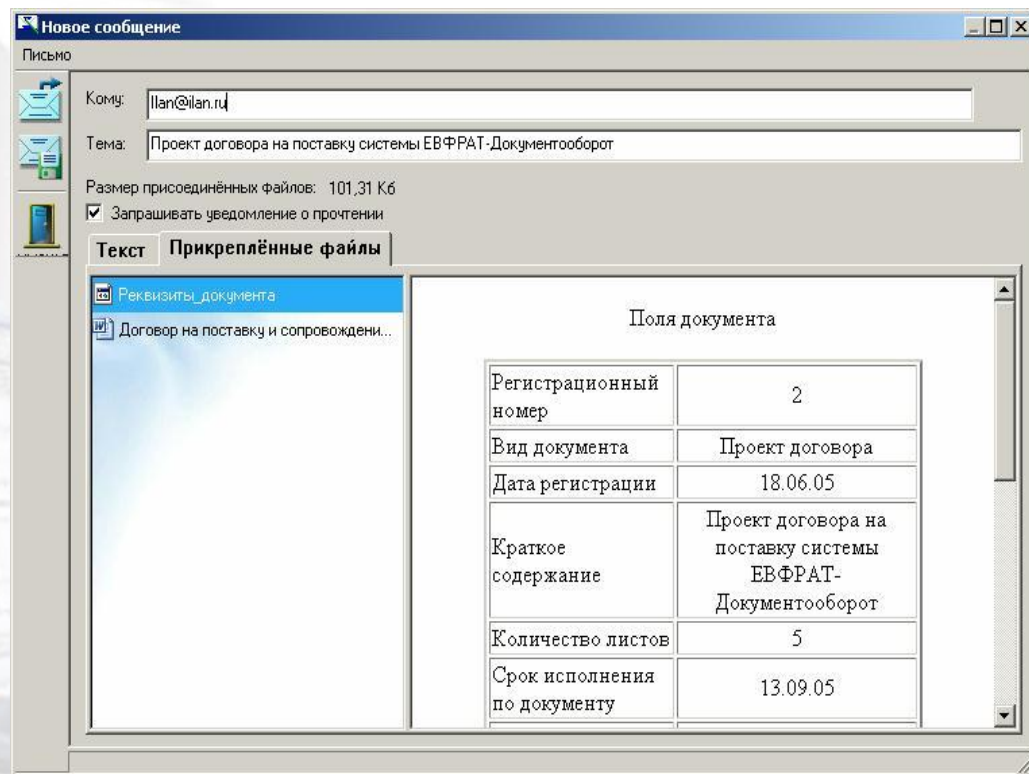 Новое сообщение
Письмо
Кому: Ilan@ilan.ru
Тема: Проект договора на поставку системы ЕВФРАТ-Документооборот
Размер присоединённых файлов: 101,31 Кб
Запрашивать уведомление о прочтении
Текст Прикреплённые файлы
Реквизиты_документа
Договор на поставку и сопровождени...
Поля документа
Регистрационный
номер
2
Вид документа Проект договора
Дата регистрации 18.06.05
Краткое
содержание
Проект договора на
поставку системы
ЕВФРАТ-
Документооборот
Количество листов 5
Срок исполнения
по документу
13.09.05